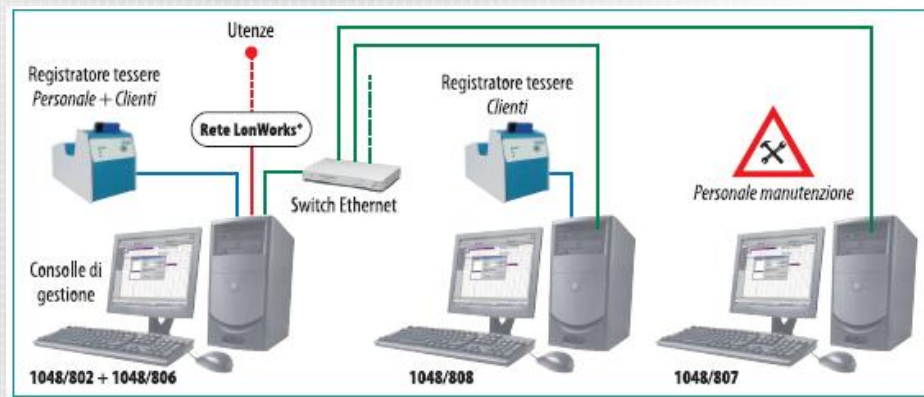 Utenze
Registratore tessere
Personale + Clienti
Rete LonWorks*
Switch Ethernet
Registratore tessere
Clienti
Personale manutenzione
Consolle di
gestione
1048/802 + 1048/806
1048/808
1048/807